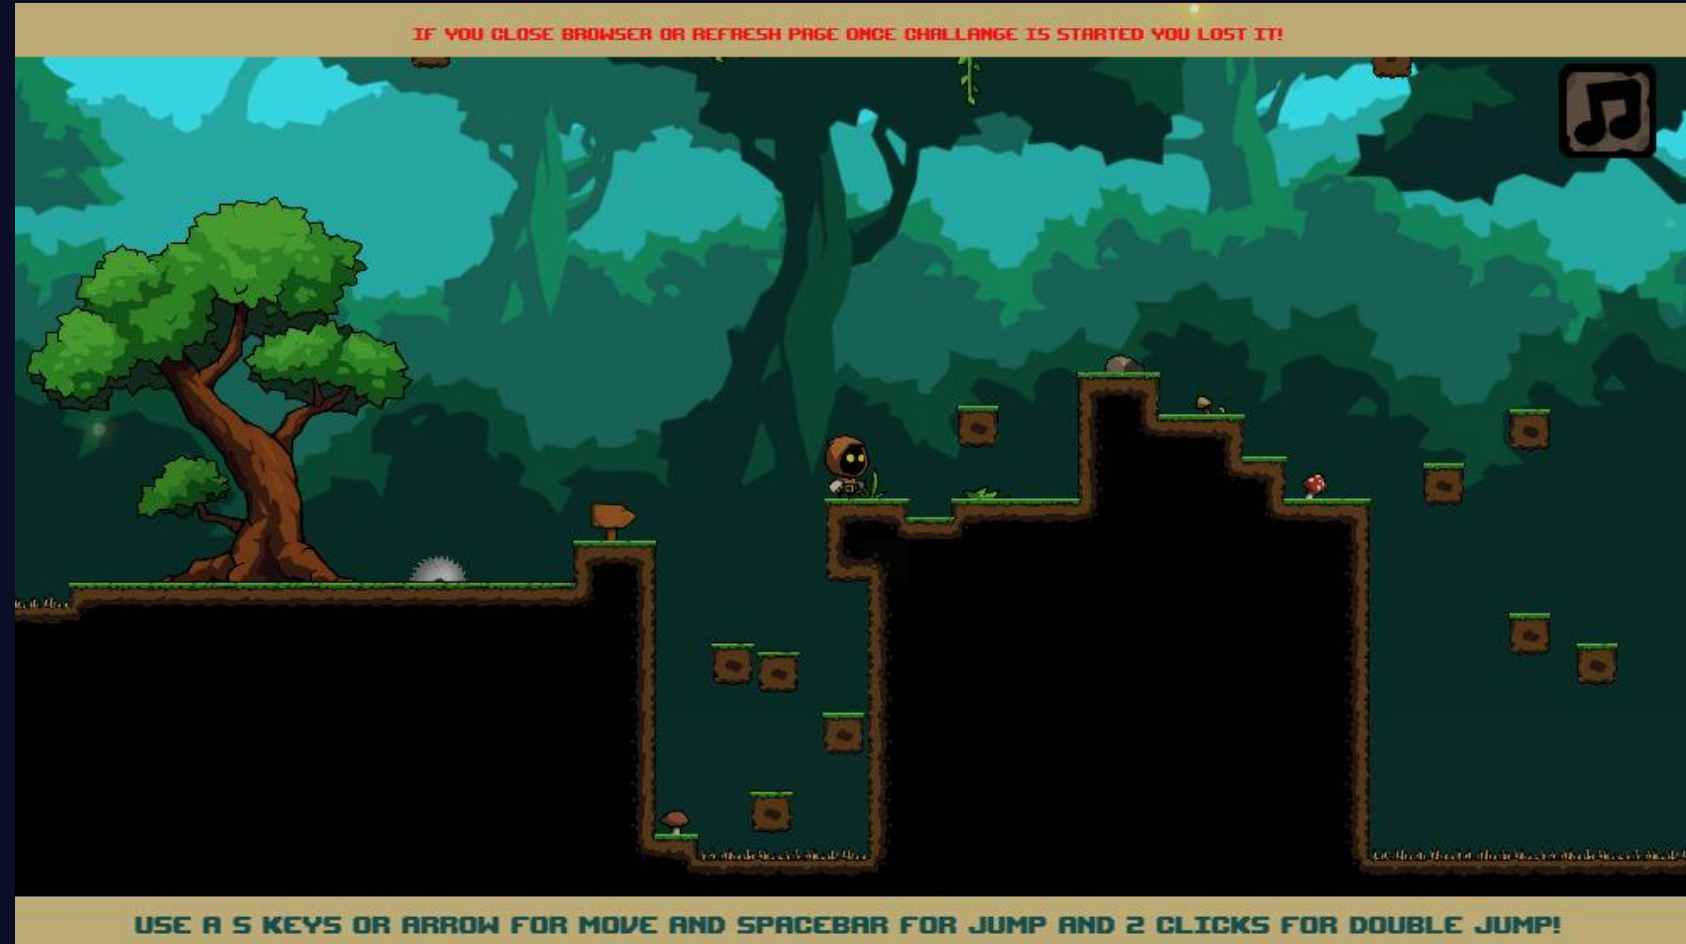 IF YOU CLOSE BROWSER OR REFRESH PAGE ONCE CHALLANGE IS STARTED YOU LOST IT!
USE A S KEYS OR ARROW FOR MOVE AND SPACEBAR FOR JUMP AND 2 CLICKS FOR DOUBLE JUMP!